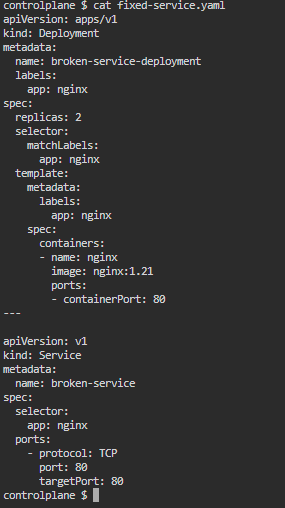 controlplane $ cat fixed-service.yaml
apiVersion: apps/v1
kind: Deployment
metadata:
  name: broken-service-deployment
  labels:
    app: nginx
spec:
  replicas: 2
  selector:
    matchLabels:
      app: nginx
  template:
    metadata:
      labels:
        app: nginx
    spec:
      containers:
      - name: nginx
        image: nginx:1.21
        ports:
        - containerPort: 80
---

apiVersion: v1
kind: Service
metadata:
  name: broken-service
spec:
  selector:
    app: nginx
  ports:
    - protocol: TCP
      port: 80
      targetPort: 80
controlplane $